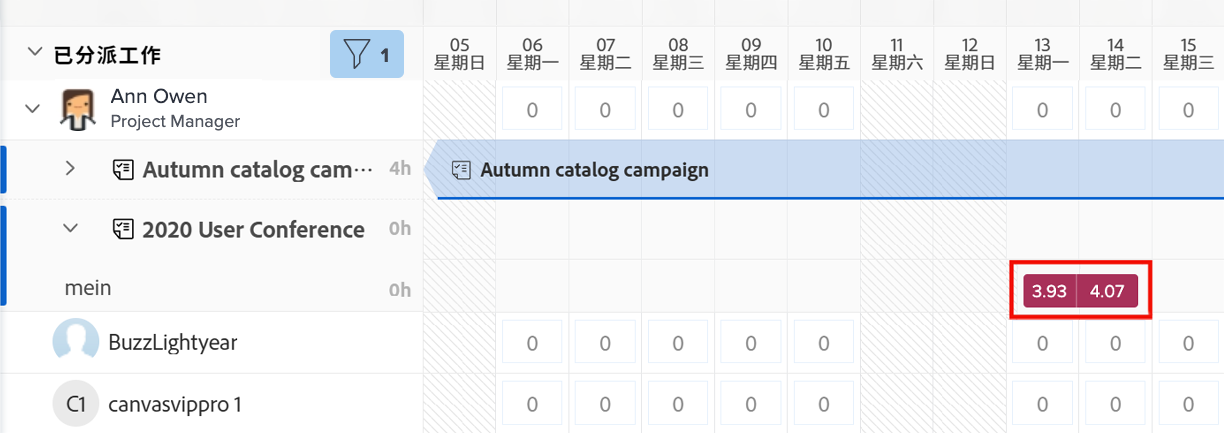 已分派工作 1
05 06 07 08 09 10 11 12 13 14 15
星期日 星期一 星期二 星期三 星期四 星期五 星期六 星期日 星期一 星期二 星期三
Ann Owen
Project Manager
0 0 0 0 0 0 0 0
Autumn catalog cam··· 4h
Autumn catalog campaign
2020 User Conference 0h
mein 0h
3.93 4.07
BuzzLightyear 0 0 0 0 0 0 0 0
C1 canvasvippro 1 0 0 0 0 0 0 0 0